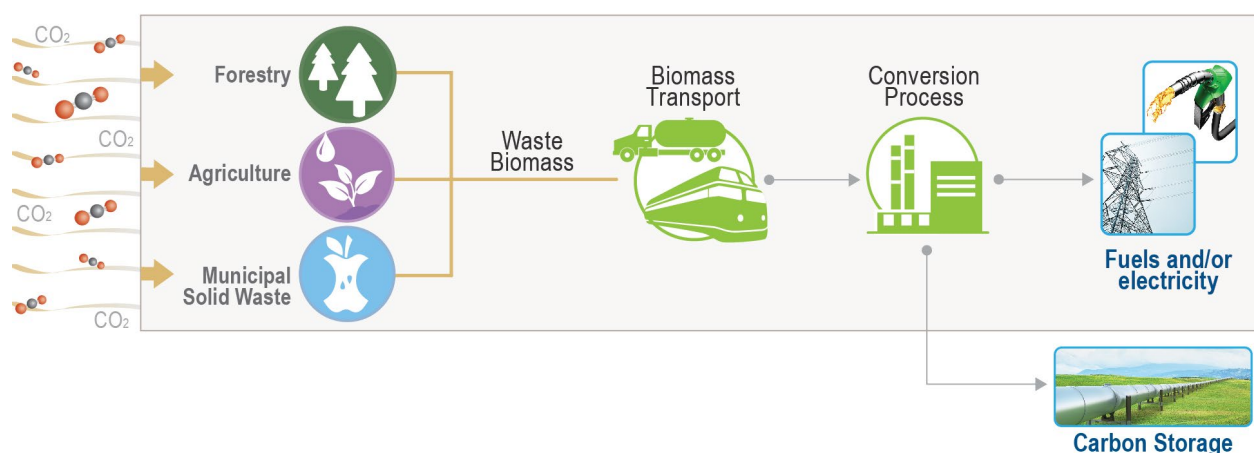 CO₂
Forestry
CO₂
Agriculture
CO₂
Municipal
Solid Waste
CO₂
Waste
Biomass
Biomass
Transport
Conversion
Process
Fuels and/or
electricity
Carbon Storage